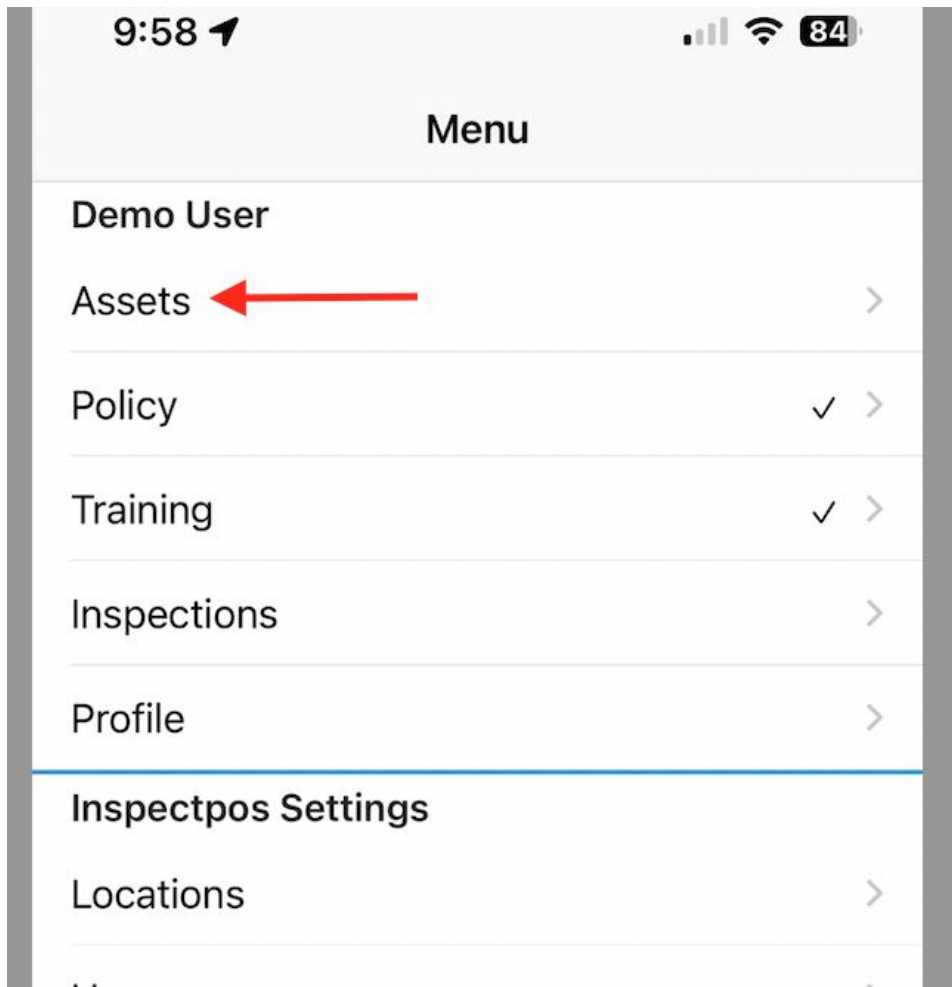 9:58
84
Menu
Demo User
Assets
Policy
Training
Inspections
Profile
Inspectpos Settings
Locations